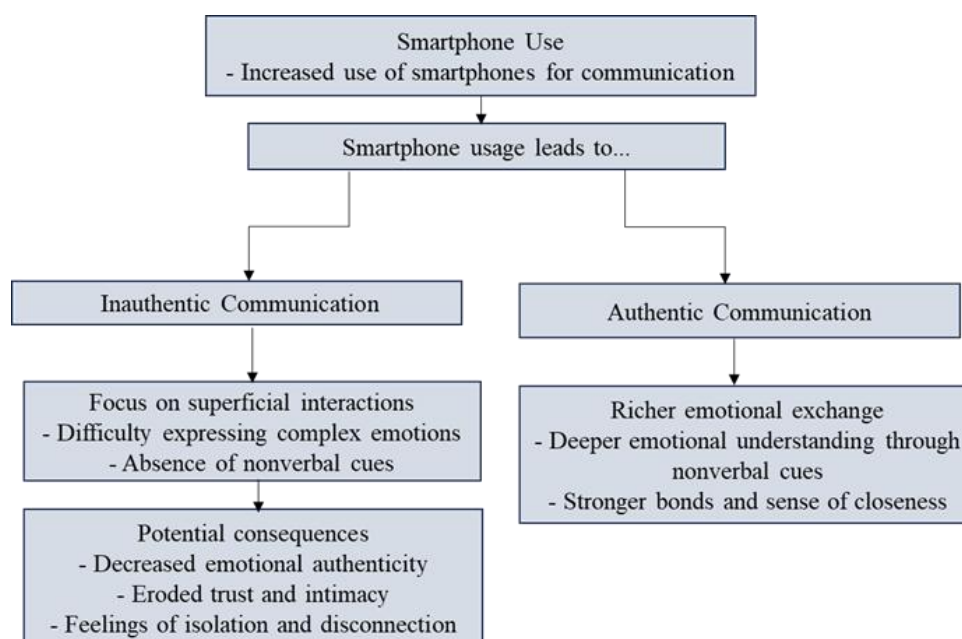 Smartphone Use
- Increased use of smartphones for communication
Smartphone usage leads to...
Inauthentic Communication
Authentic Communication
Focus on superficial interactions
- Difficulty expressing complex emotions
- Absence of nonverbal cues
Richer emotional exchange
- Deeper emotional understanding through
nonverbal cues
- Stronger bonds and sense of closeness
Potential consequences
- Decreased emotional authenticity
- Eroded trust and intimacy
- Feelings of isolation and disconnection